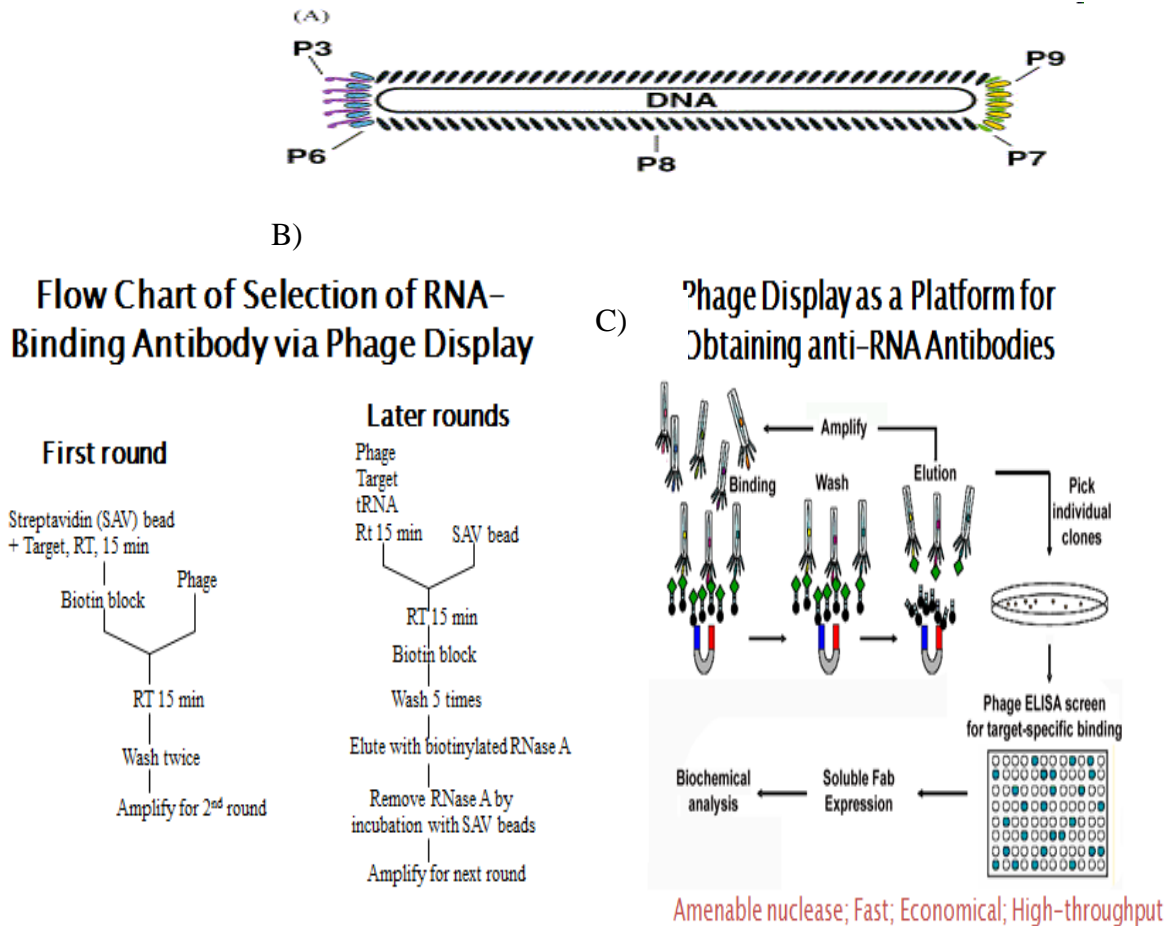 (A)
P3
P9
DNA
P6
P8
P7
B)
Flow Chart of Selection of RNA-
Binding Antibody via Phage Display
First round
Streptavidin (SAV) bead
+ Target, RT, 15 min
Biotin block
Phage
RT 15 min
Wash twice
Amplify for 2nd round
Later rounds
Phage
Target
tRNA
Rt 15 min
SAV bead
RT 15 min
Biotin block
Wash 5 times
Elute with biotinylated RNase A
Remove RNase A by
incubation with SAV beads
Amplify for next round
C)
Phage Display as a Platform for
Obtaining anti-RNA Antibodies
Amplify
Binding
Wash
Elution
Pick
individual
clones
Phage ELISA screen
for target-specific binding
Soluble Fab
Expression
Biochemical
analysis
Amenable nuclease; Fast; Economical; High-throughput